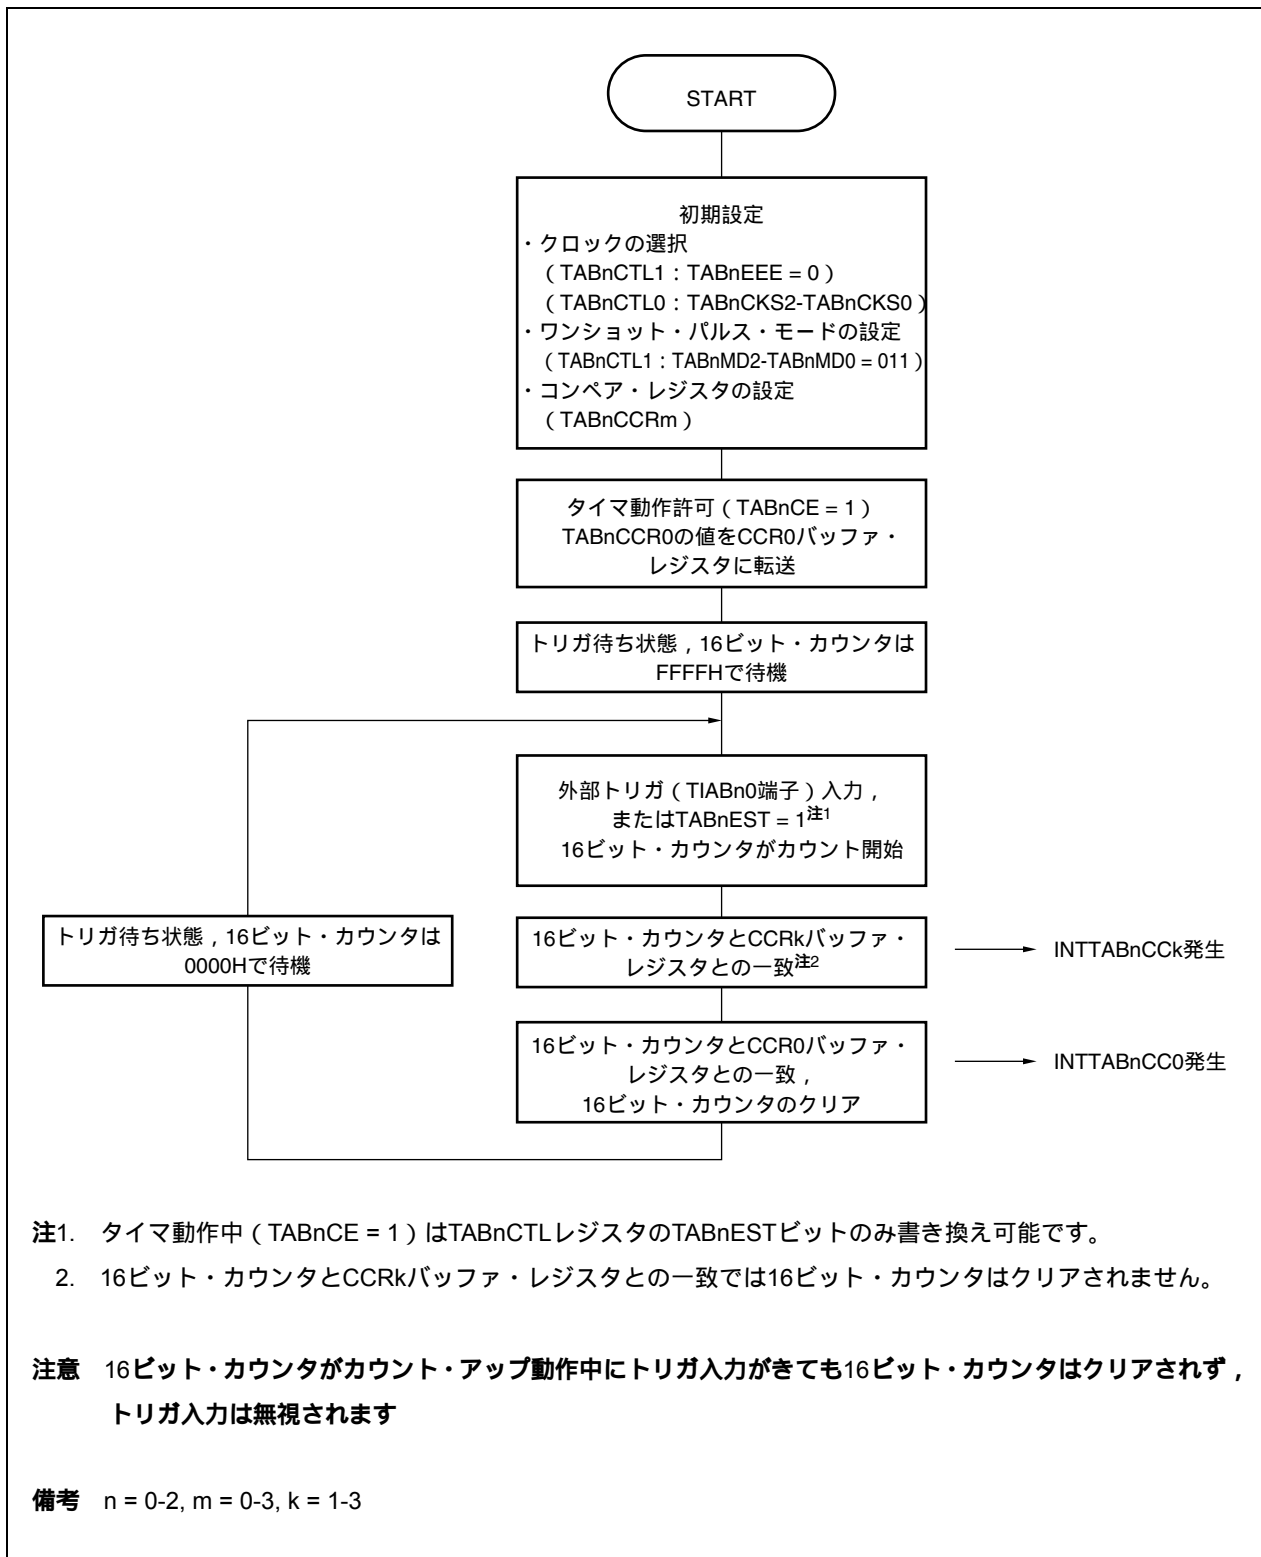 START
初期設定
・クロックの選択
（TABnCTL1：TABnEEE = 0）
（TABnCTL0：TABnCKS2-TABnCKS0）
・ワンショット・パルス・モードの設定
（TABnCTL1：TABnMD2-TABnMD0 = 011）
・コンペア・レジスタの設定
（TABnCCRm）
タイマ動作許可（TABnCE = 1）
TABnCCR0の値をCCR0バッファ・
レジスタに転送
トリガ待ち状態，16ビット・カウンタは
FFFFHで待機
外部トリガ（TIABn0端子）入力，
またはTABnEST = 1注1
16ビット・カウンタがカウント開始
トリガ待ち状態，16ビット・カウンタは
0000Hで待機
16ビット・カウンタとCCRkバッファ・
レジスタとの一致注2
INTTABnCCk発生
16ビット・カウンタとCCR0バッファ・
レジスタとの一致，
16ビット・カウンタのクリア
INTTABnCC0発生
注1. タイマ動作中（TABnCE = 1）はTABnCTLレジスタのTABnESTビットのみ書き換え可能です。
2. 16ビット・カウンタとCCRkバッファ・レジスタとの一致では16ビット・カウンタはクリアされません。
注意 16ビット・カウンタがカウント・アップ動作中にトリガ入力がきても16ビット・カウンタはクリアされず，
トリガ入力は無視されます
備考 n = 0-2, m = 0-3, k = 1-3